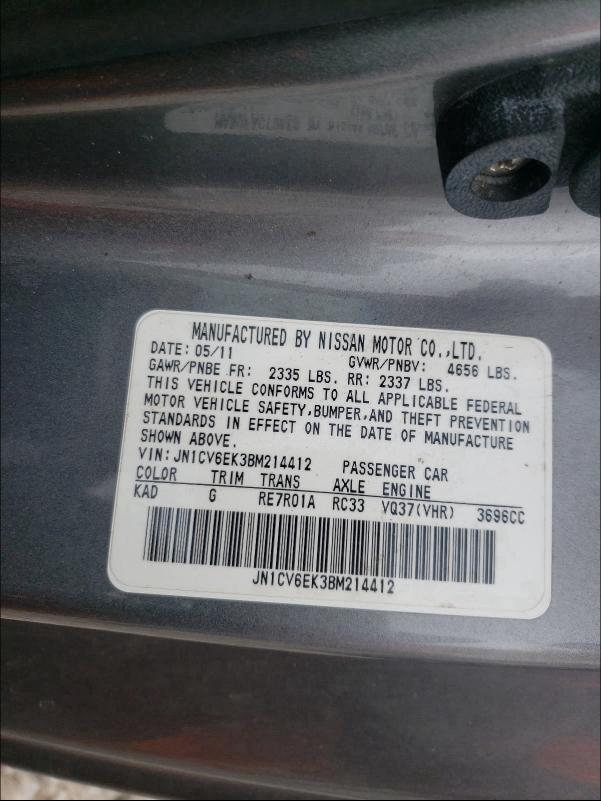 MANUFACTURED BY NISSAN MOTOR CO.,LTD.
DATE: 05/11 GVWR/PNBV: 4656 LBS.
GAWR/PNBE FR: 2335 LBS. RR: 2337 LBS.
THIS VEHICLE CONFORMS TO ALL APPLICABLE FEDERAL
MOTOR VEHICLE SAFETY,BUMPER,AND THEFT PREVENTION
STANDARDS IN EFFECT ON THE DATE OF MANUFACTURE
SHOWN ABOVE.
VIN:JN1CV6EK3BM214412 PASSENGER CAR
COLOR TRIM TRANS AXLE ENGINE
KAD G RE7R01A RC33 VQ37(VHR) 3696CC
JN1CV6EK3BM214412